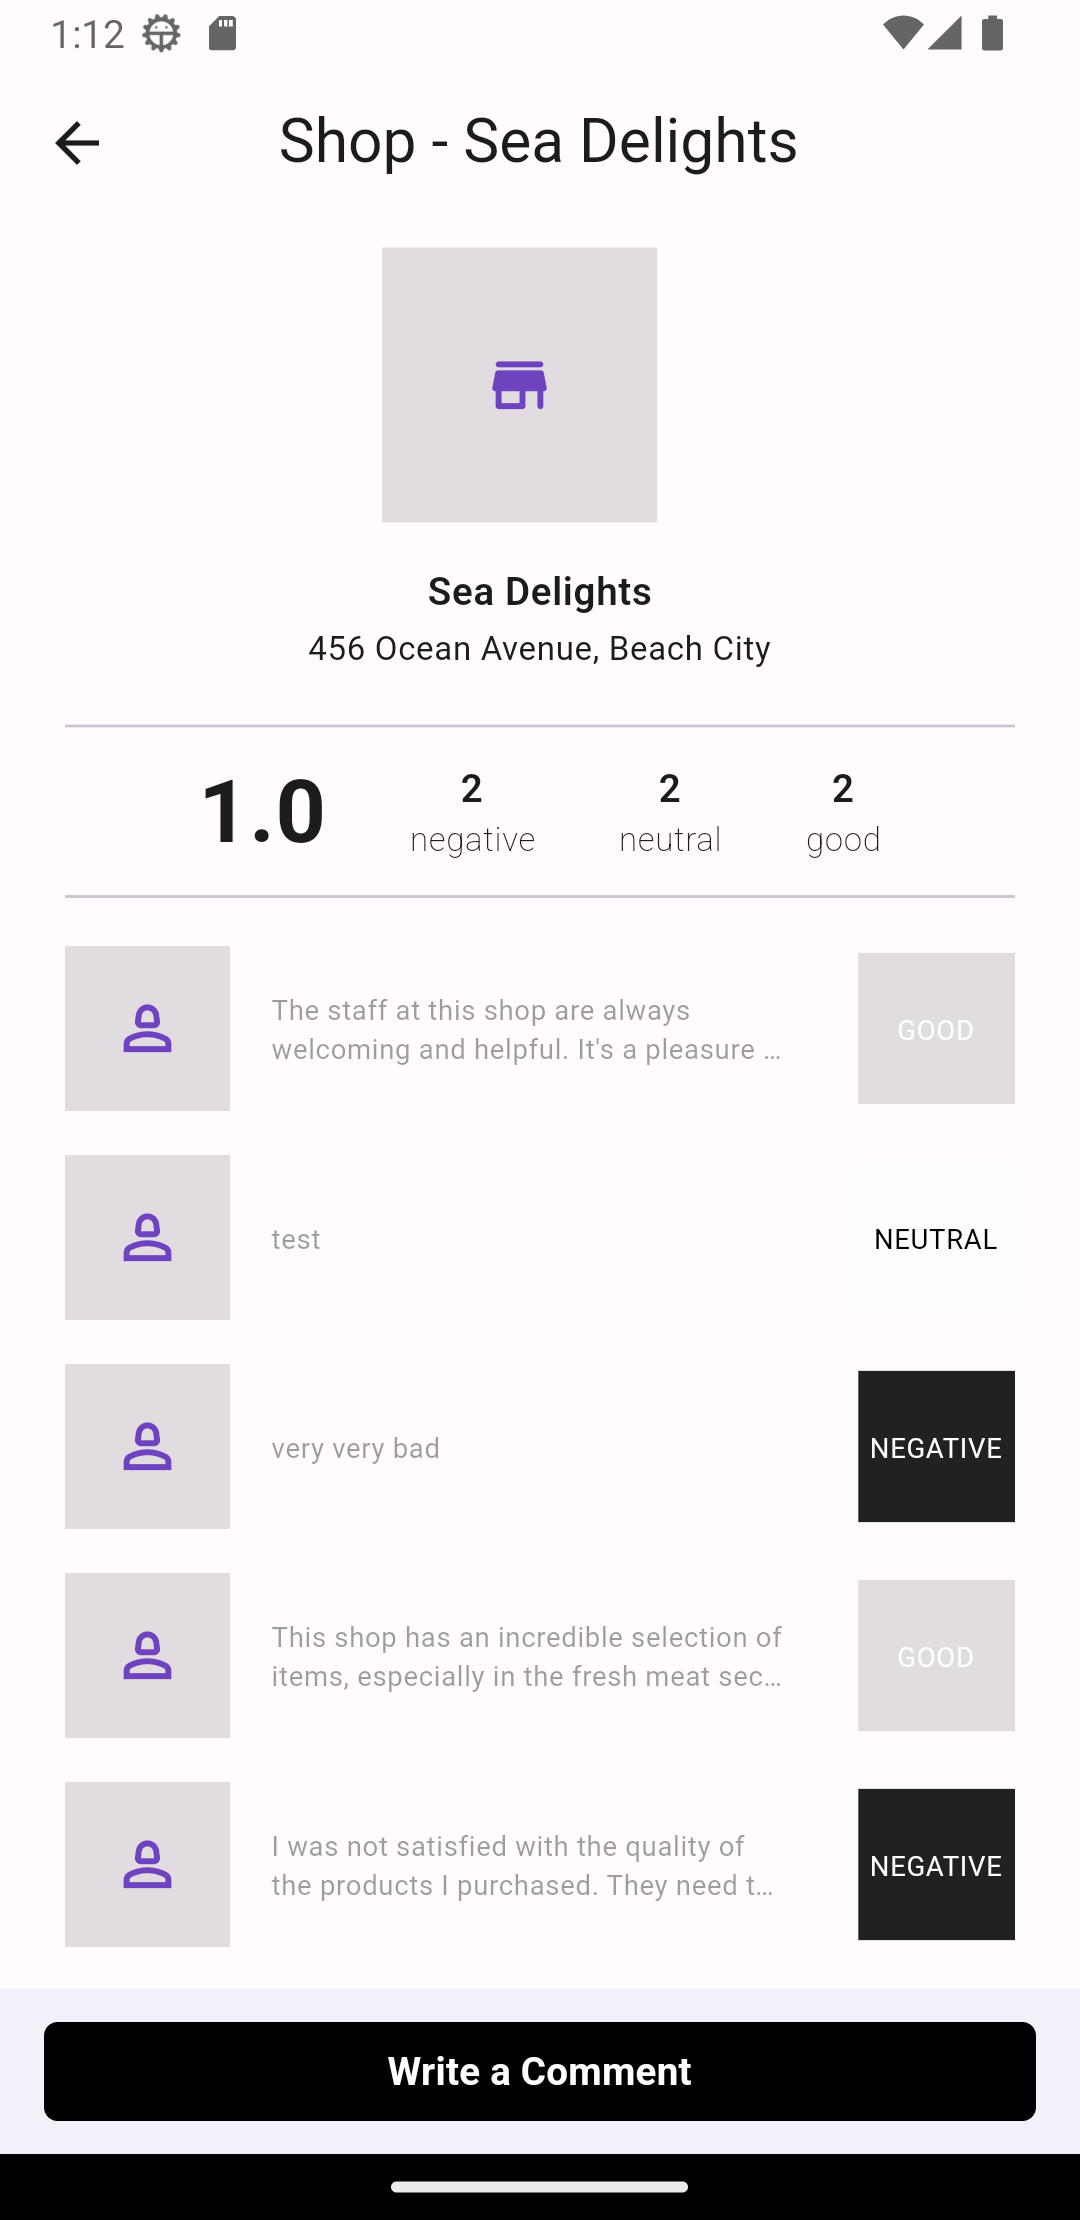 1:12
Shop - Sea Delights
Sea Delights
456 Ocean Avenue, Beach City
1.0
2
negative
2
neutral
2
good
The staff at this shop are always
welcoming and helpful. It's a pleasure …
GOOD
test
NEUTRAL
very very bad
NEGATIVE
This shop has an incredible selection of
items, especially in the fresh meat sec…
GOOD
I was not satisfied with the quality of
the products I purchased. They need t…
NEGATIVE
Write a Comment